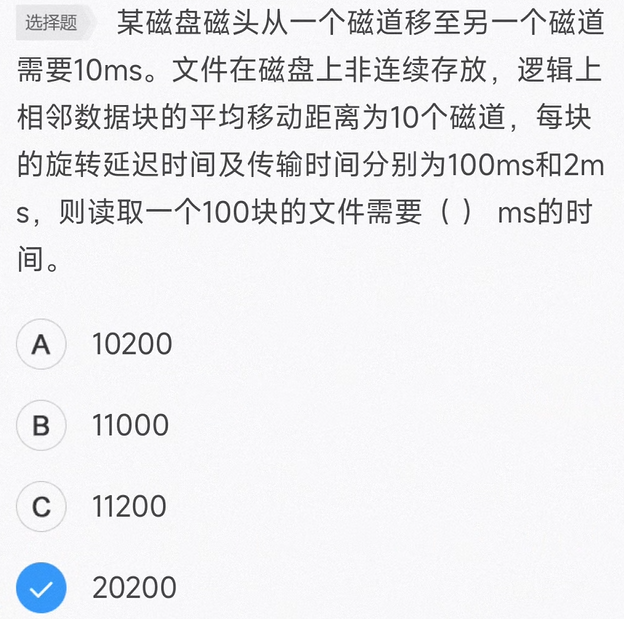 选择题 某磁盘磁头从一个磁道移至另一个磁道
需要10ms。文件在磁盘上非连续存放，逻辑上
相邻数据块的平均移动距离为10个磁道，每块
的旋转延迟时间及传输时间分别为100ms和2m
s，则读取一个100块的文件需要（ ） ms的时
间。
A 10200
B 11000
C 11200
20200